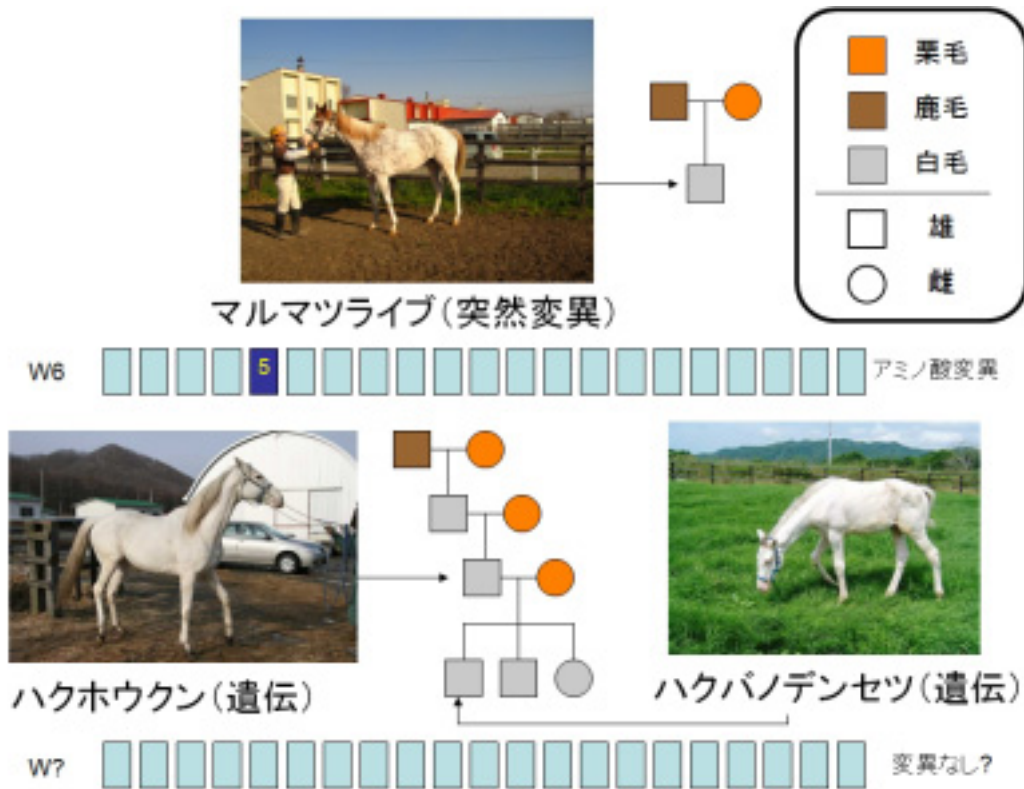 栗毛
鹿毛
白毛
雄
雌
マルマツライブ(突然変異)
W6
5
アミノ酸変異
ハクホウクン(遺伝)
ハクバノデンセツ(遺伝)
W?
変異なし?